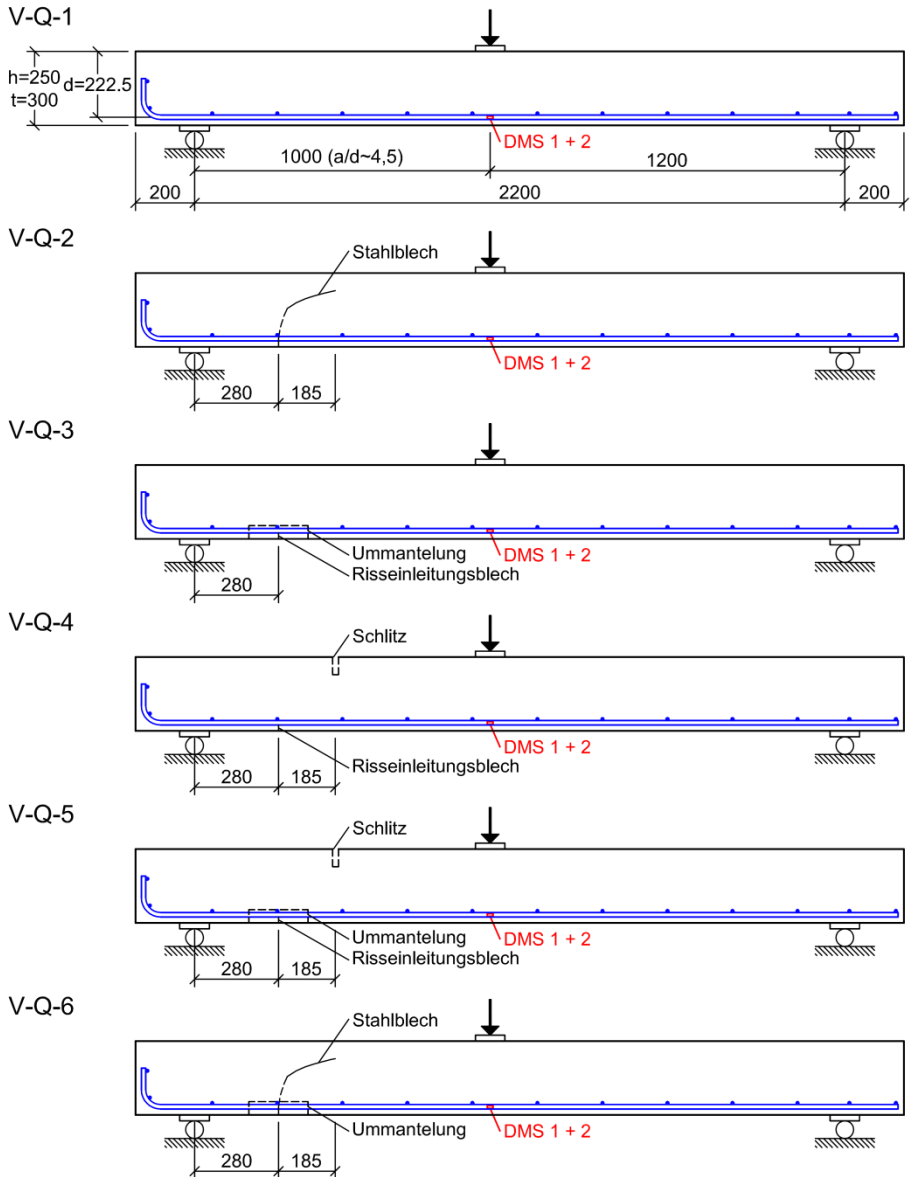 V-Q-1
h=250 d=222.5
t=300
DMS 1 + 2
1000 (a/d~4,5)
1200
200
2200
200
V-Q-2
Stahlblech
DMS 1 + 2
280
185
V-Q-3
Ummantelung
DMS 1 + 2
Risseinleitungsblech
280
V-Q-4
Schlitz
DMS 1 + 2
Risseinleitungsblech
280
185
V-Q-5
Schlitz
Ummantelung
DMS 1 + 2
Risseinleitungsblech
280
185
V-Q-6
Stahlblech
Ummantelung
DMS 1 + 2
280
185